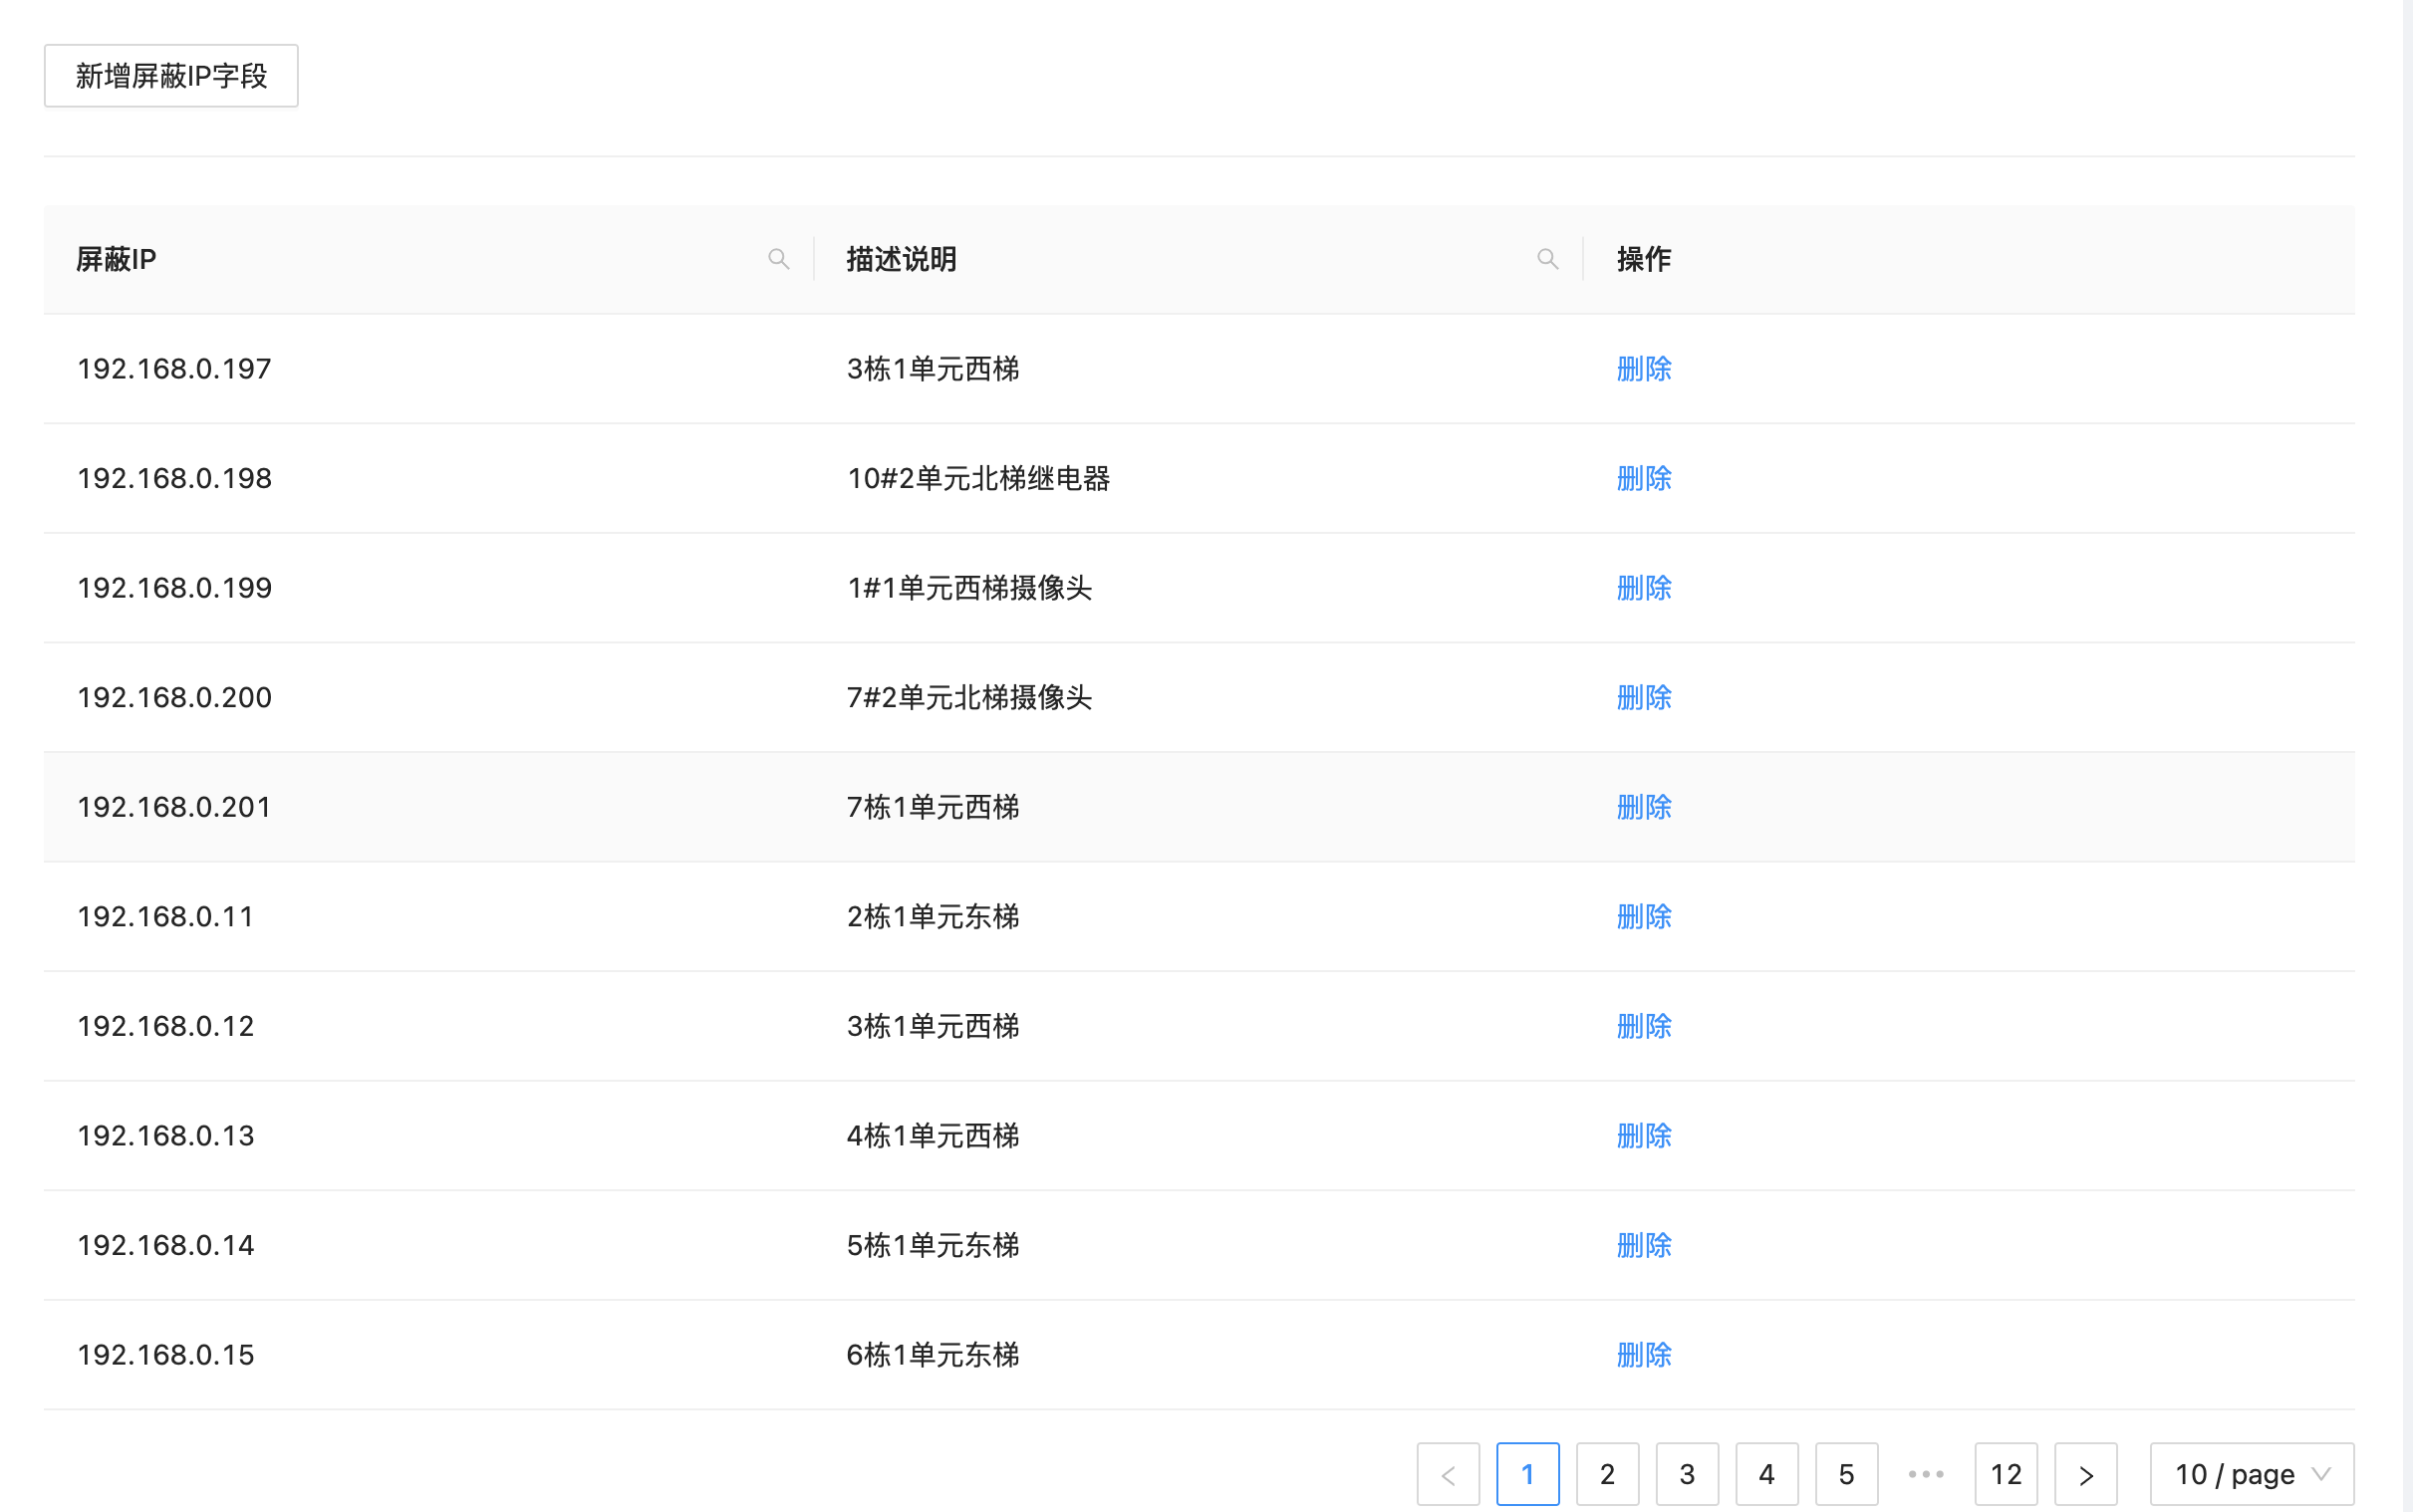 新增屏蔽IP字段
屏蔽IP 描述说明 操作
192.168.0.197 3栋1单元西梯 删除
192.168.0.198 10#2单元北梯继电器 删除
192.168.0.199 1#1单元西梯摄像头 删除
192.168.0.200 7#2单元北梯摄像头 删除
192.168.0.201 7栋1单元西梯 删除
192.168.0.11 2栋1单元东梯 删除
192.168.0.12 3栋1单元西梯 删除
192.168.0.13 4栋1单元西梯 删除
192.168.0.14 5栋1单元东梯 删除
192.168.0.15 6栋1单元东梯 删除
< 1 2 3 4 5 ••• 12 > 10 / page